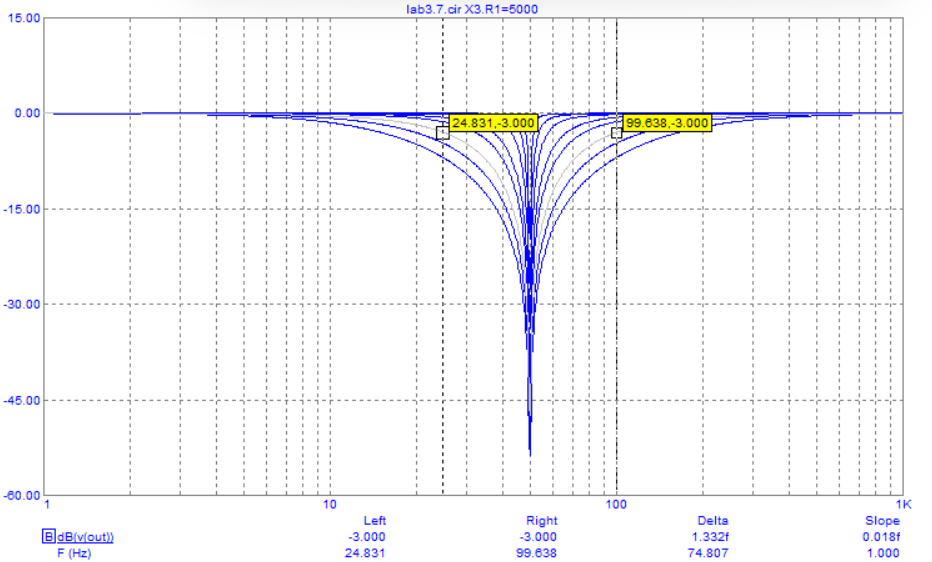 lab3.7.cir X3.R1=5000
15.00
0.00
24.831,-3.000 99.638,-3.000
-15.00
-30.00
-45.00
-60.00
1 10 100 1K
Left Right Delta Slope
B dB(v(out)) -3.000 -3.000 1.332f 0.018f
F (Hz) 24.831 99.638 74.807 1.000